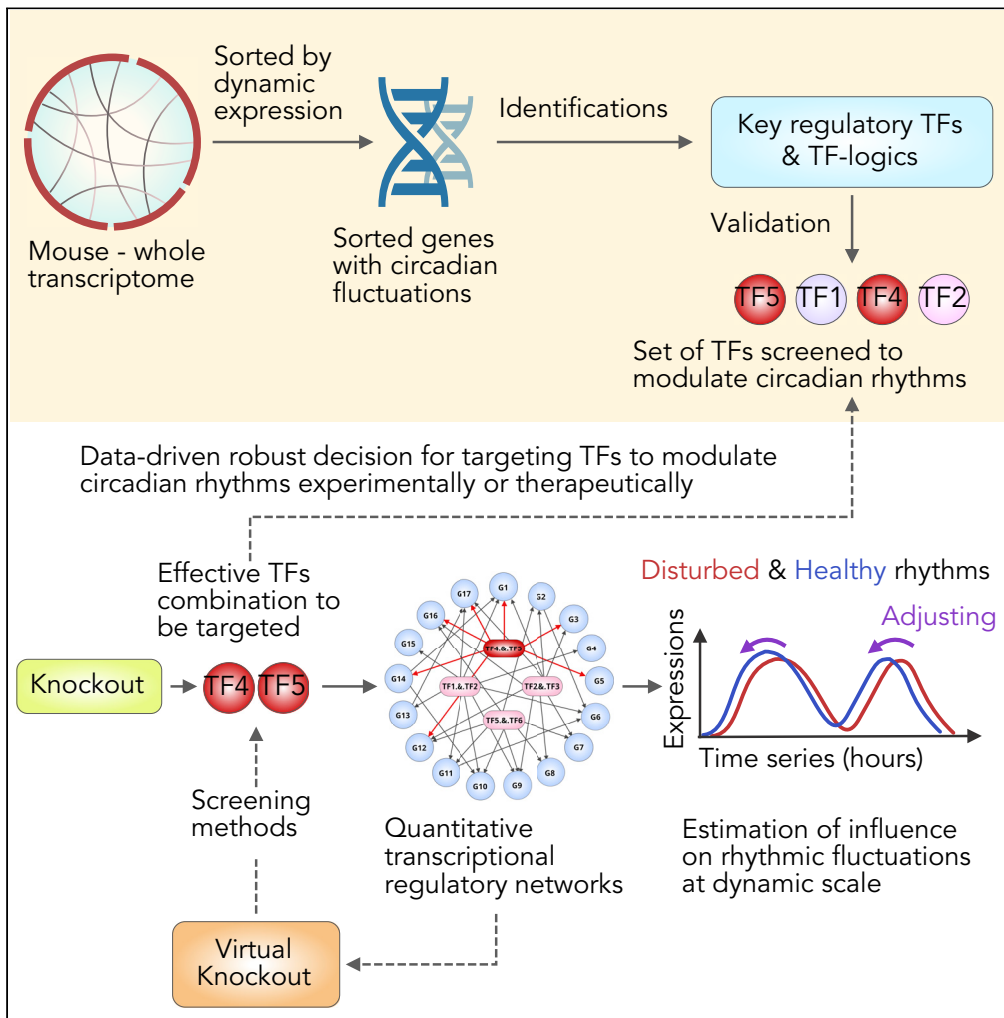 Sorted by
dynamic
expression
Identifications
Key regulatory TFs
& TF-logics
Mouse - whole
transcriptome
Sorted genes
with circadian
fluctuations
Validation
TF5 TF1 TF4 TF2
Set of TFs screened to
modulate circadian rhythms
Data-driven robust decision for targeting TFs to modulate
circadian rhythms experimentally or therapeutically
Effective TFs
combination to
be targeted
Knockout
TF4 TF5
G1
G2
G3
G4
G5
G6
G7
G8
G9
G10
G11
G12
G13
G14
G15
G16
G17
TF1.&.TF2
TF2&.TF3
TF5.&.TF6
Disturbed & Healthy rhythms
Adjusting
Expressions
Time series (hours)
Screening
methods
Quantitative
transcriptional
regulatory networks
Estimation of influence
on rhythmic fluctuations
at dynamic scale
Virtual
Knockout